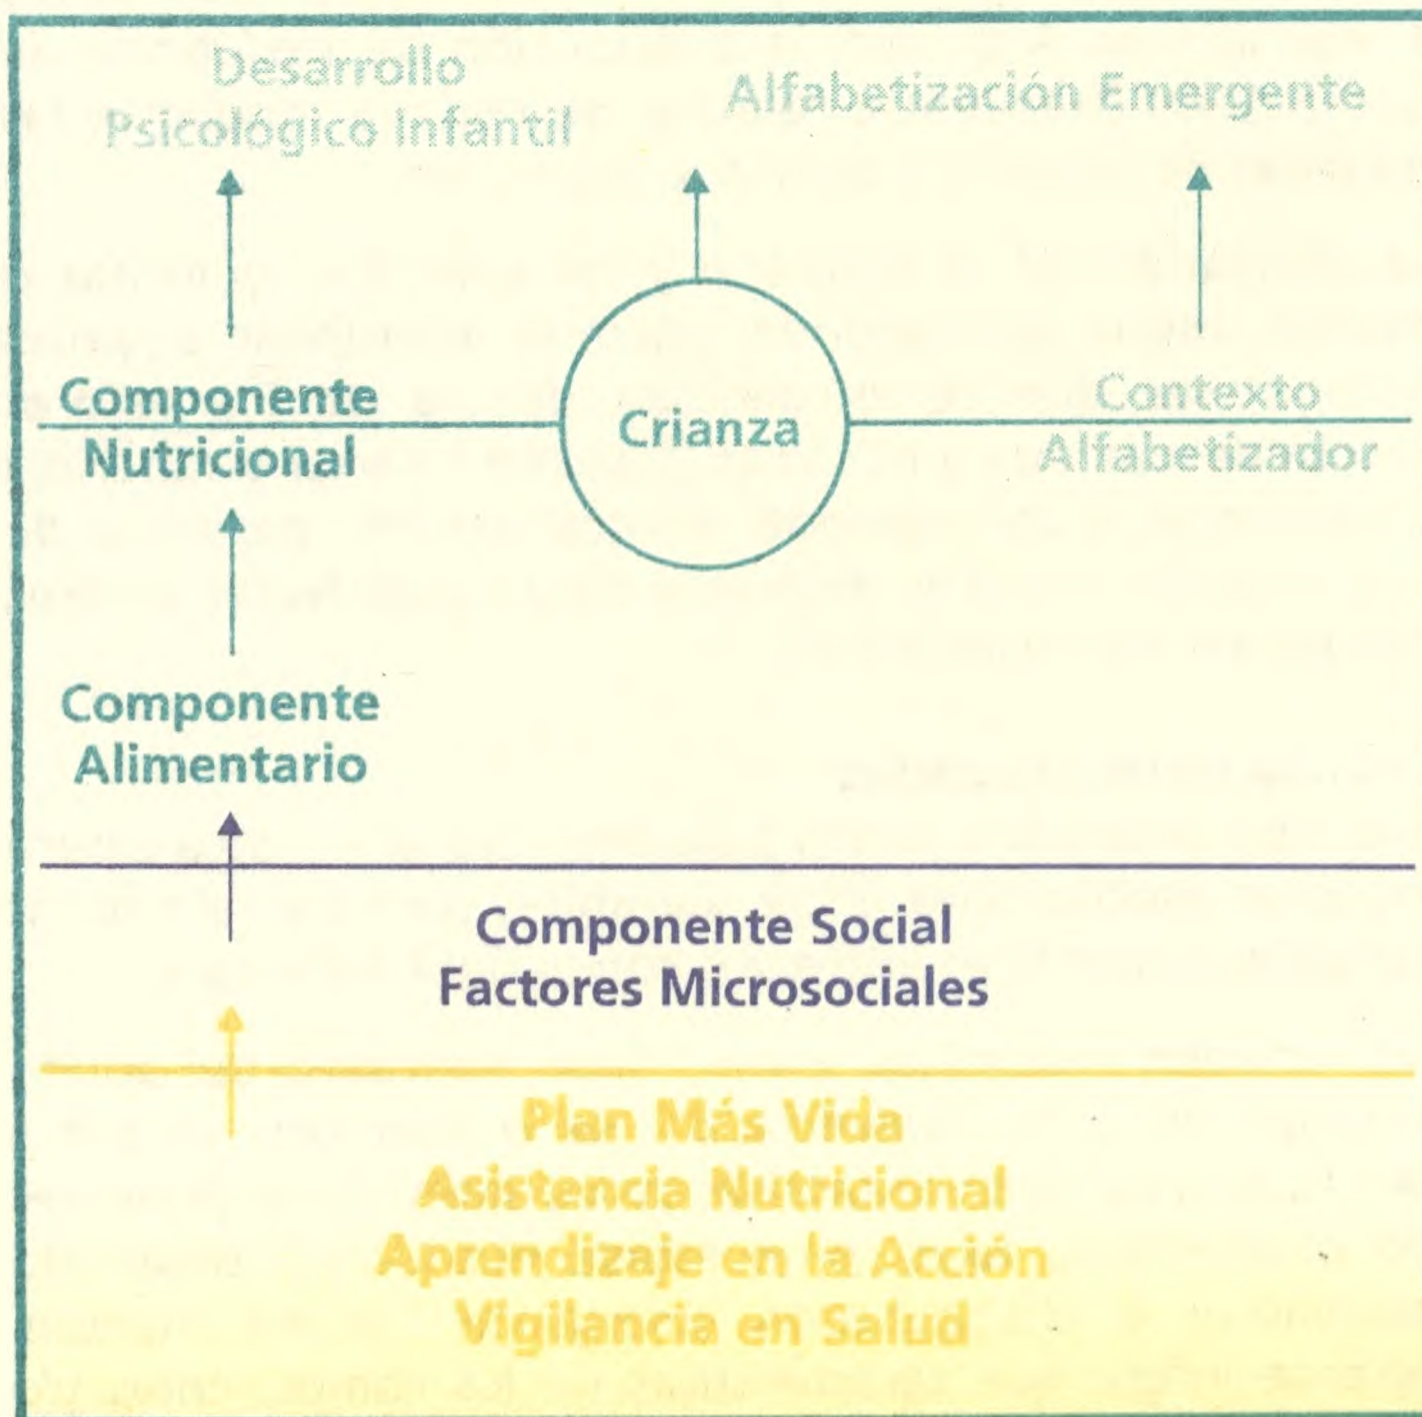 Desarrollo
Psicológico Infantil
Alfabetización Emergente
Componente
Nutricional
Crianza
Contexto
Alfabetizador
Componente
Alimentario
Componente Social
Factores Microsociales
Plan Más Vida
Asistencia Nutricional
Aprendizaje en la Acción
Vigilancia en Salud